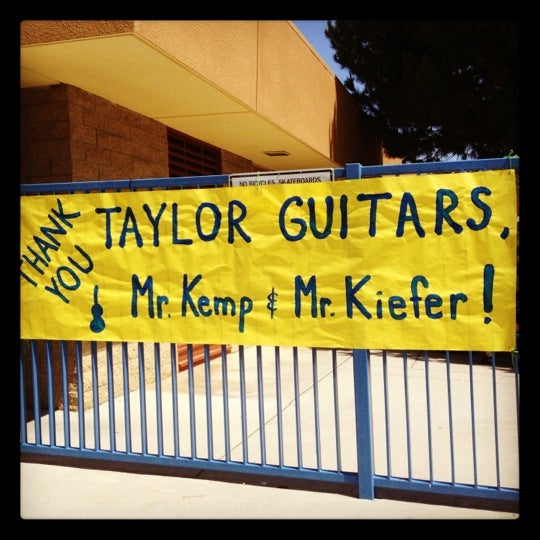 NO BICYCLES, SKATEBOARDS
THANK YOU
TAYLOR GUITARS,
Mr. Kemp & Mr. Kiefer!